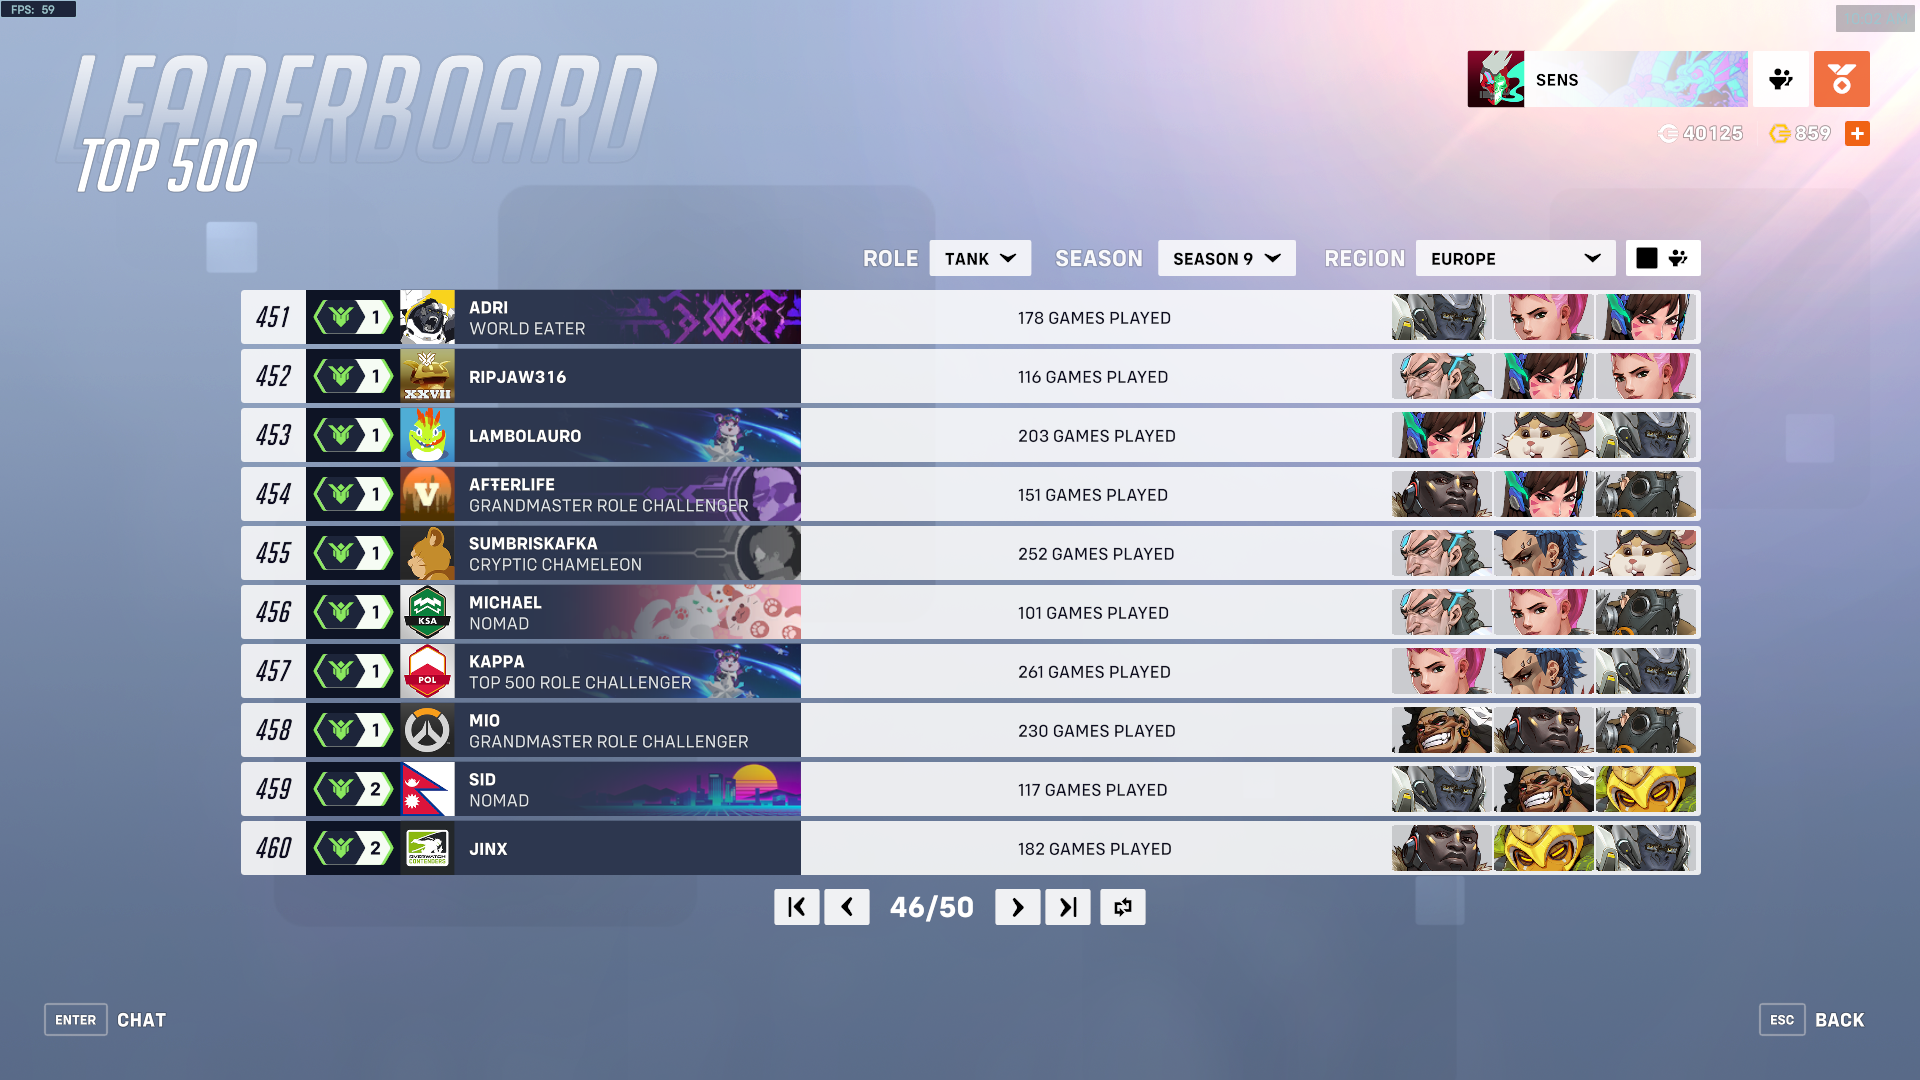 FPS: 59
LEADERBOARD
TOP 500
SENS
40125
859
ROLE
TANK
SEASON
SEASON 9
REGION
EUROPE
451 1 ADRI
WORLD EATER
178 GAMES PLAYED
452 1 XXVII RIPJAW316
116 GAMES PLAYED
453 1 LAMBOLAURO
203 GAMES PLAYED
454 1 V AFŦERLIFE
GRANDMASTER ROLE CHALLENGER
151 GAMES PLAYED
455 1 SUMBRISKAFKA
CRYPTIC CHAMELEON
252 GAMES PLAYED
456 1 KSA MICHAEL
NOMAD
101 GAMES PLAYED
457 1 POL KAPPA
TOP 500 ROLE CHALLENGER
261 GAMES PLAYED
458 1 MIO
GRANDMASTER ROLE CHALLENGER
230 GAMES PLAYED
459 2 SID
NOMAD
117 GAMES PLAYED
460 2 OVERWATCH CONTENDERS JINX
182 GAMES PLAYED
46/50
ENTER CHAT
ESC BACK